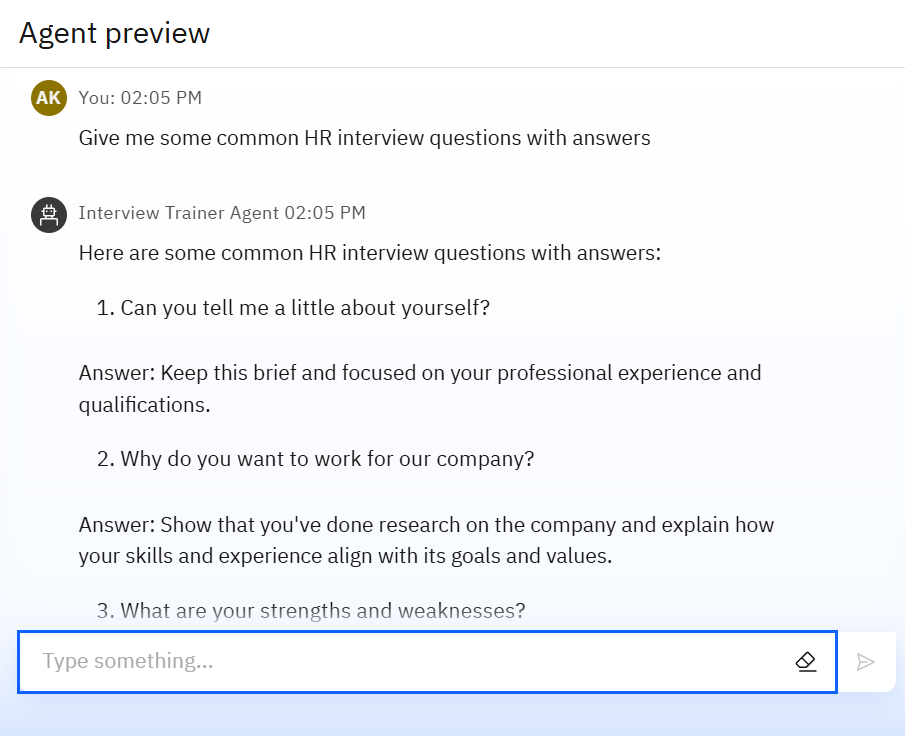 Agent preview
AK
You: 02:05 PM
Give me some common HR interview questions with answers
Interview Trainer Agent 02:05 PM
Here are some common HR interview questions with answers:
1. Can you tell me a little about yourself?
Answer: Keep this brief and focused on your professional experience and
qualifications.
2. Why do you want to work for our company?
Answer: Show that you've done research on the company and explain how
your skills and experience align with its goals and values.
3. What are your strengths and weaknesses?
Type something...